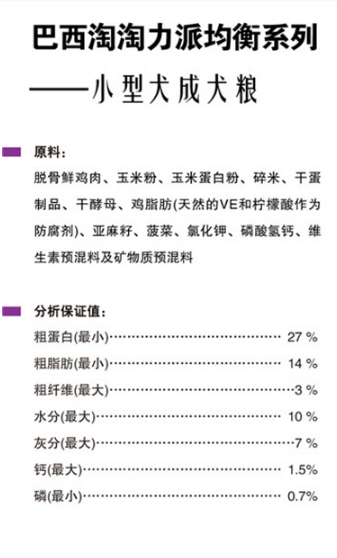 巴西淘淘力派均衡系列
——小型犬成犬粮
原料：
脱骨鲜鸡肉、玉米粉、玉米蛋白粉、碎米、干蛋
制品、干酵母、鸡脂肪(天然的VE和柠檬酸作为
防腐剂)、亚麻籽、菠菜、氯化钾、磷酸氢钙、维
生素预混料及矿物质预混料
分析保证值：
粗蛋白(最小)······························ 27 %
粗脂肪(最小)······························ 14 %
粗纤维(最大)······························3 %
水分(最大)······························ 10 %
灰分(最大)······························7 %
钙(最大)······························ 1.5%
磷(最小)······························ 0.7%